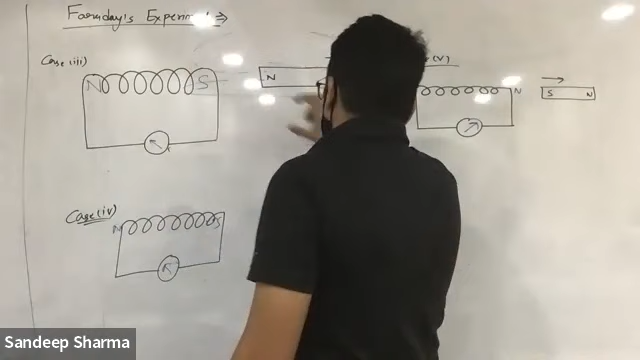 Faraday's Experiment ⇒
Case (iii)
N S
N
(V)
N
S N
Case (iv)
N S
Sandeep Sharma